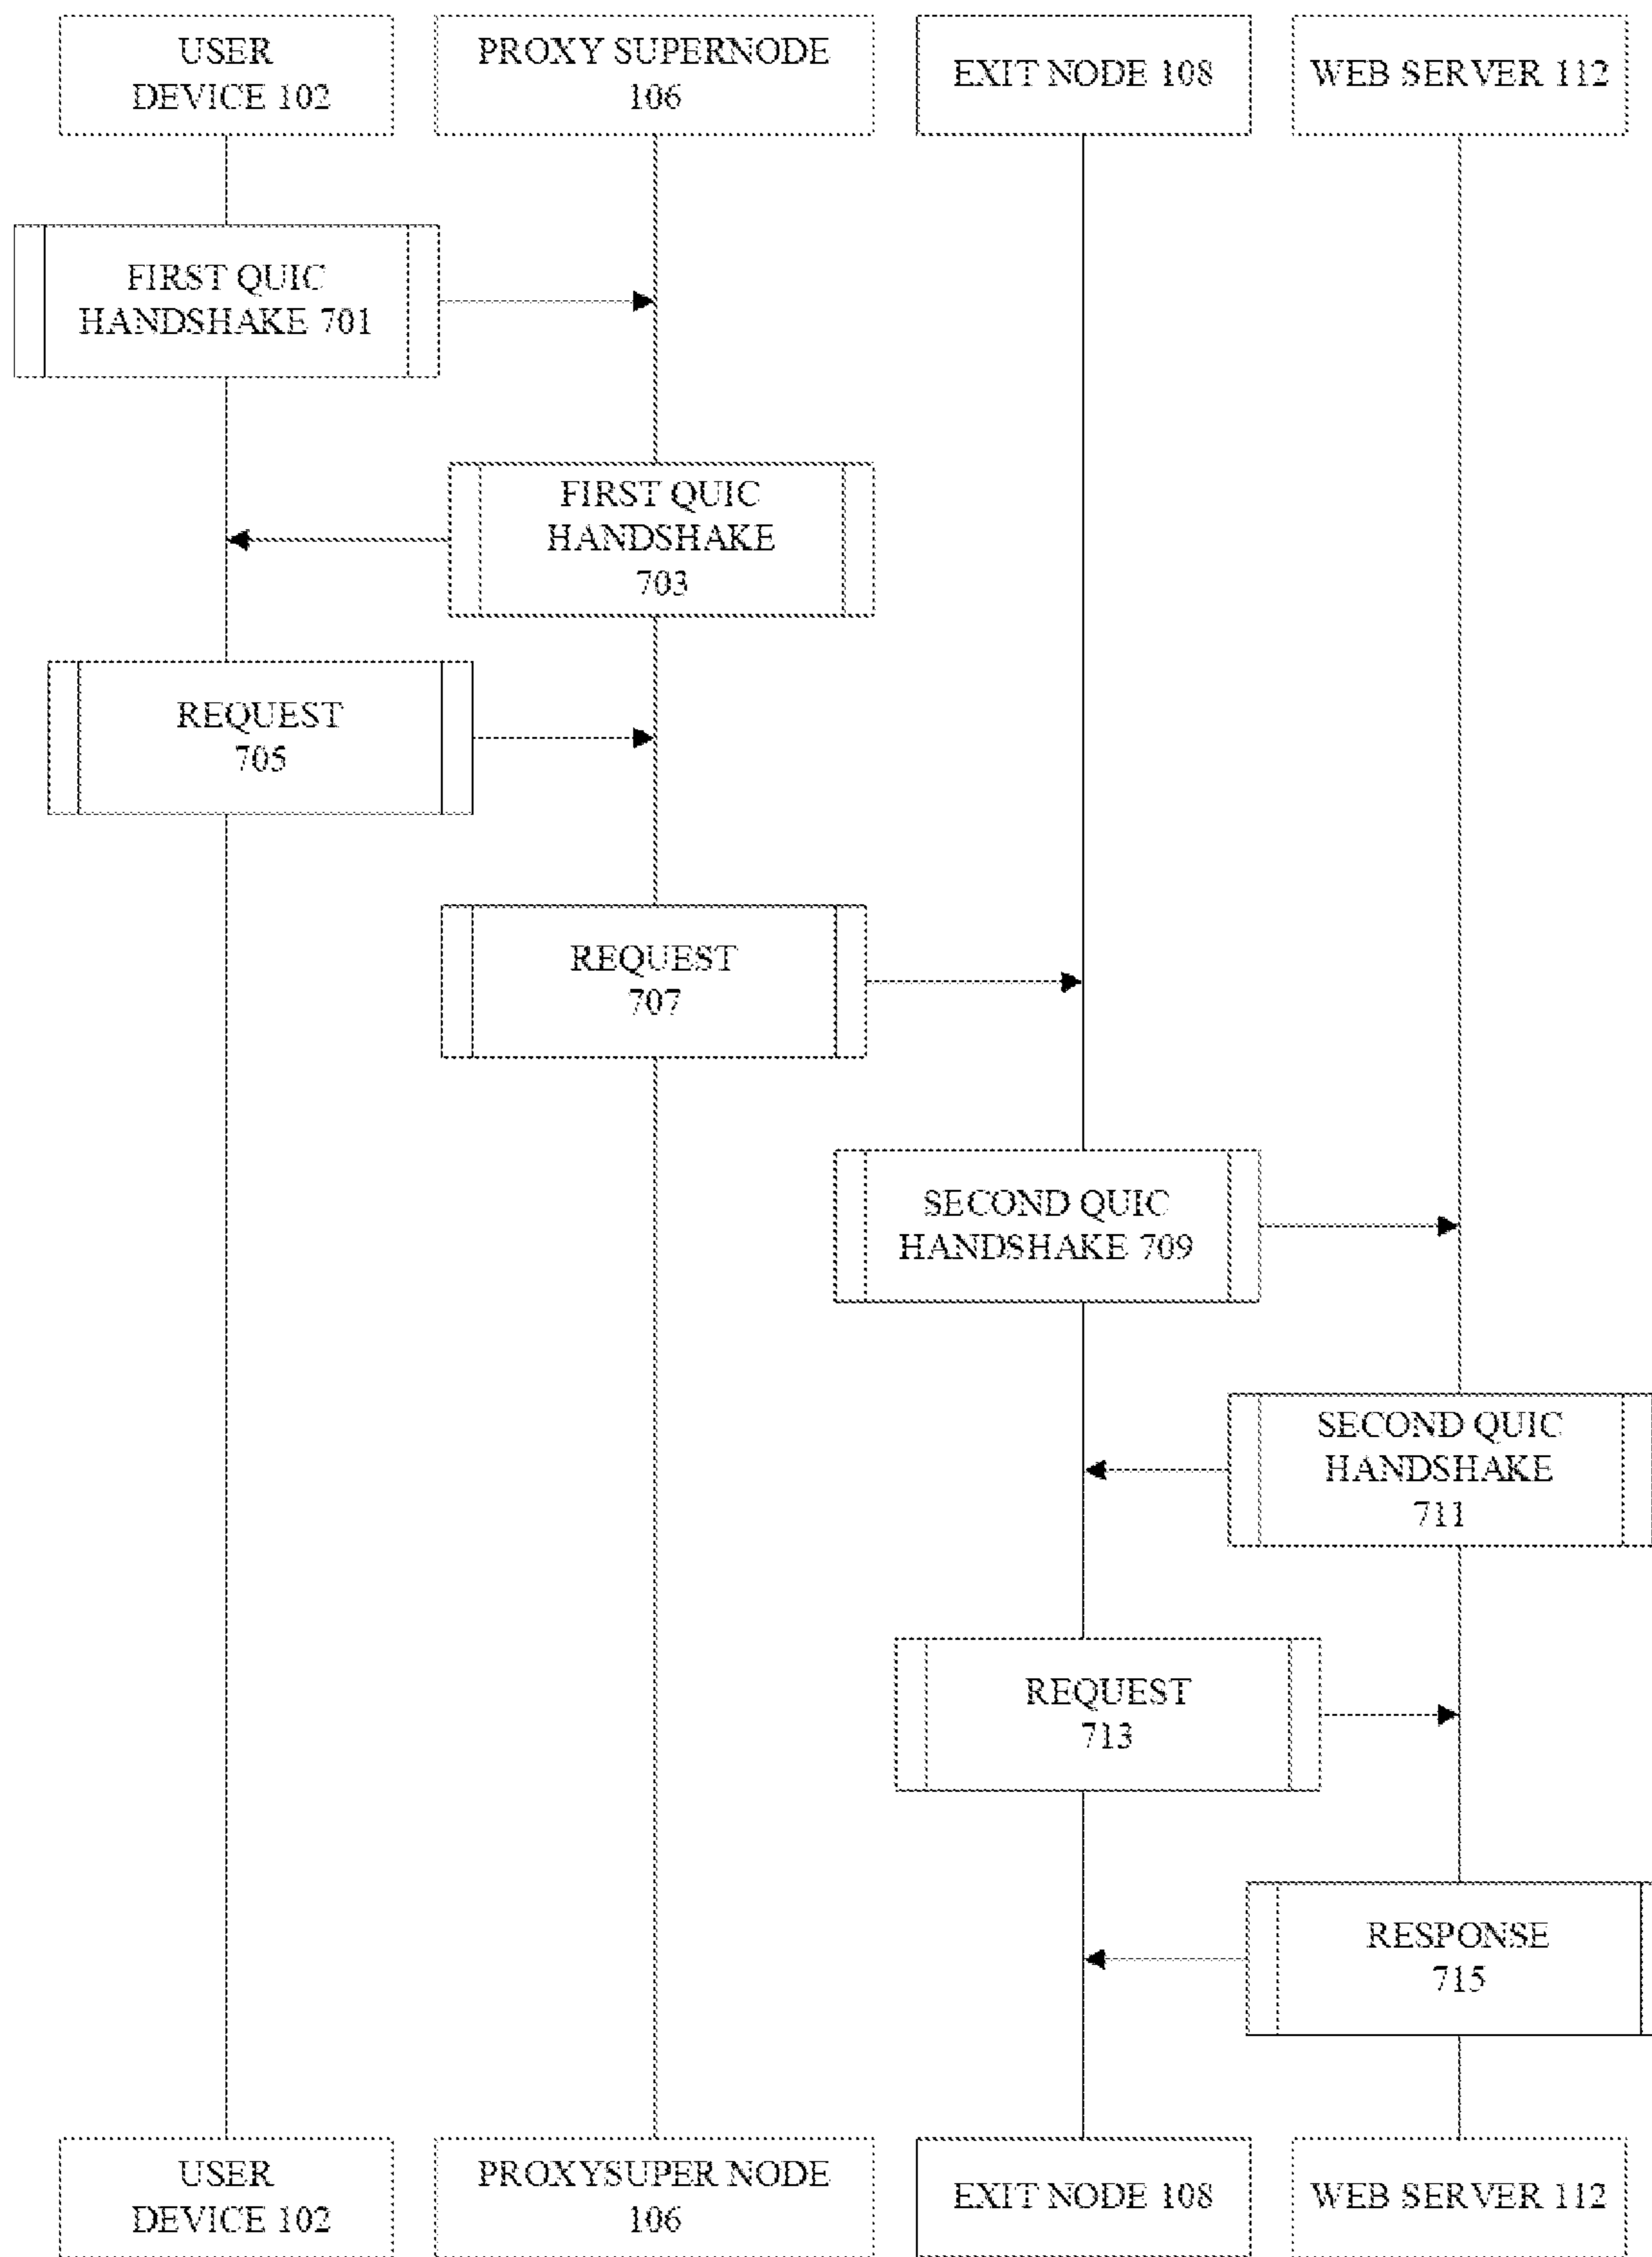 USER
DEVICE 102
PROXY SUPERNODE
106
EXIT NODE 108
WEB SERVER 112
FIRST QUIC
HANDSHAKE 701
FIRST QUIC
HANDSHAKE
703
REQUEST
705
REQUEST
707
SECOND QUIC
HANDSHAKE 709
SECOND QUIC
HANDSHAKE
711
REQUEST
713
RESPONSE
715
USER
DEVICE 102
PROXYSUPER NODE
106
EXIT NODE 108
WEB SERVER 112